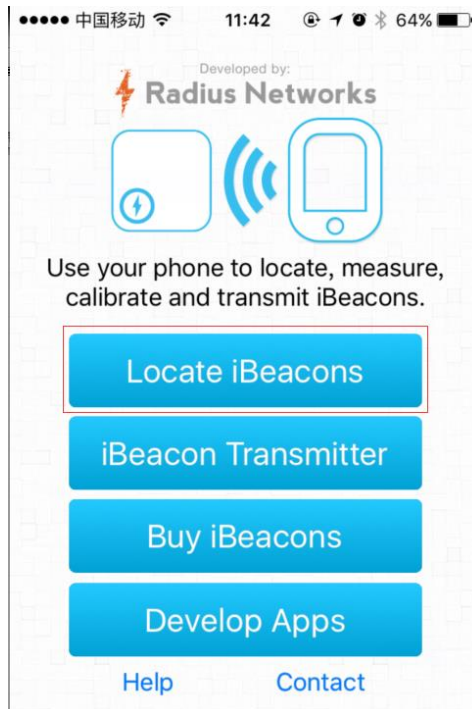 中国移动 11:42 64%
Developed by:
Radius Networks
Use your phone to locate, measure,
calibrate and transmit iBeacons.
Locate iBeacons
iBeacon Transmitter
Buy iBeacons
Develop Apps
Help Contact